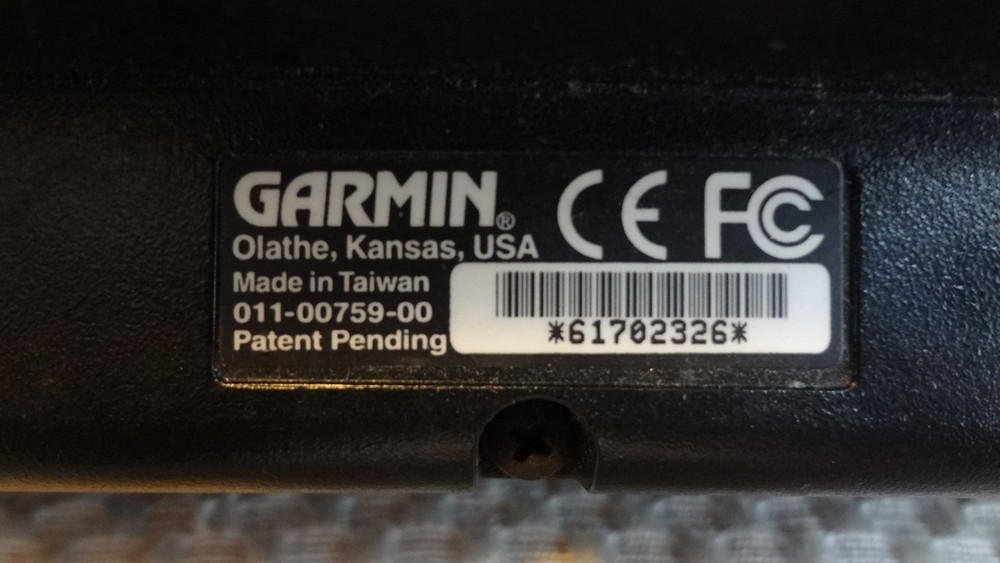 GARMIN®
Olathe, Kansas, USA
CE FC
Made in Taiwan
011-00759-00
Patent Pending
*61702326*